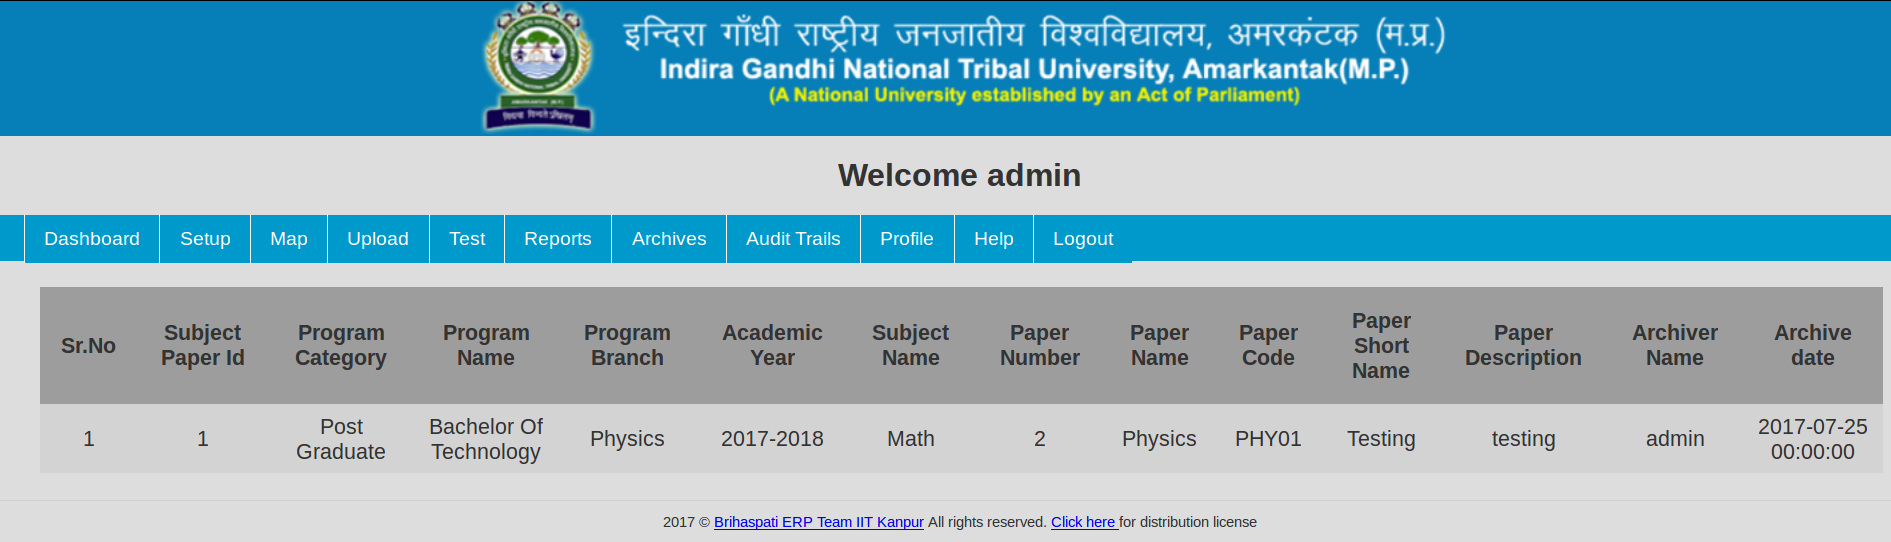 इन्दिरा गाँधी राष्ट्रीय जनजातीय विश्वविद्यालय, अमरकंटक (म.प्र.)
Indira Gandhi National Tribal University, Amarkantak(M.P.)
(A National University established by an Act of Parliament)
AMARKANTAK (M.P.)
Welcome admin
Dashboard Setup Map Upload Test Reports Archives Audit Trails Profile Help Logout
Sr.No Subject Paper Id Program Category Program Name Program Branch Academic Year Subject Name Paper Number Paper Name Paper Code Paper Short Name Paper Description Archiver Name Archive date
1 1 Post Graduate Bachelor Of Technology Physics 2017-2018 Math 2 Physics PHY01 Testing testing admin 2017-07-25 00:00:00
2017 © Brihaspati ERP Team IIT Kanpur All rights reserved. Click here for distribution license